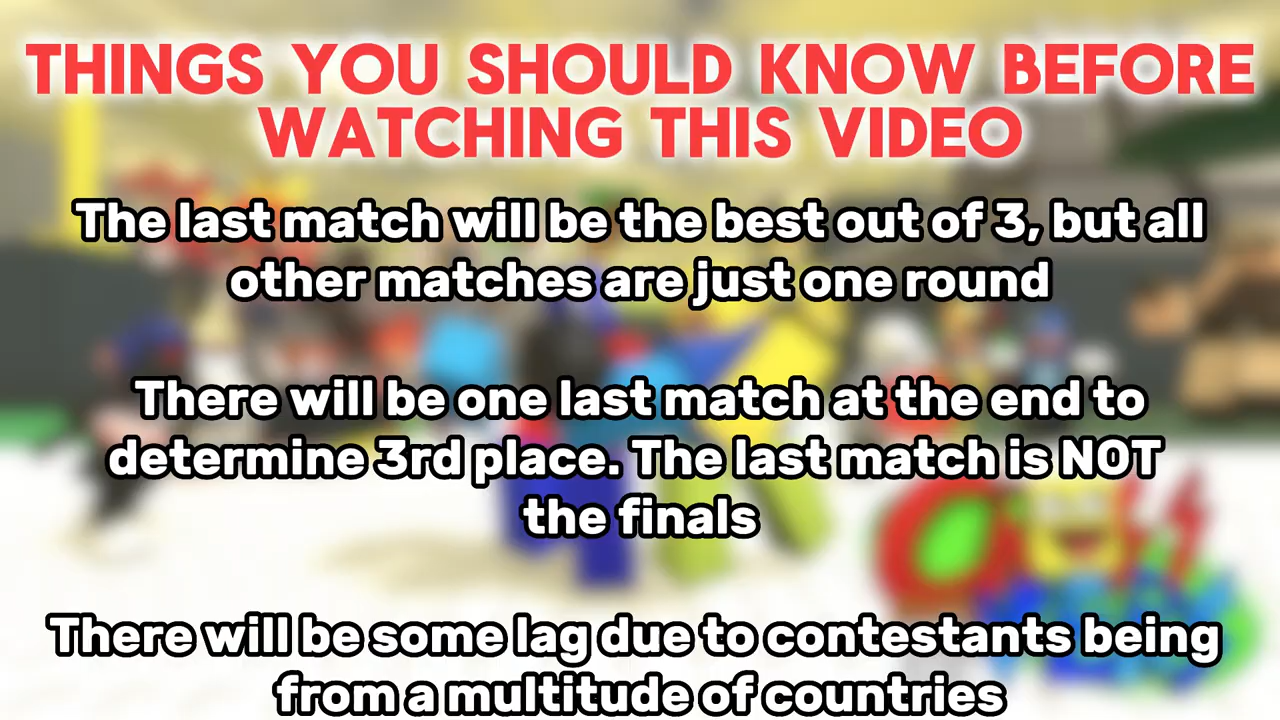 THINGS YOU SHOULD KNOW BEFORE
WATCHING THIS VIDEO
The last match will be the best out of 3, but all
other matches are just one round
There will be one last match at the end to
determine 3rd place. The last match is NOT
the finals
There will be some lag due to contestants being
from a multitude of countries